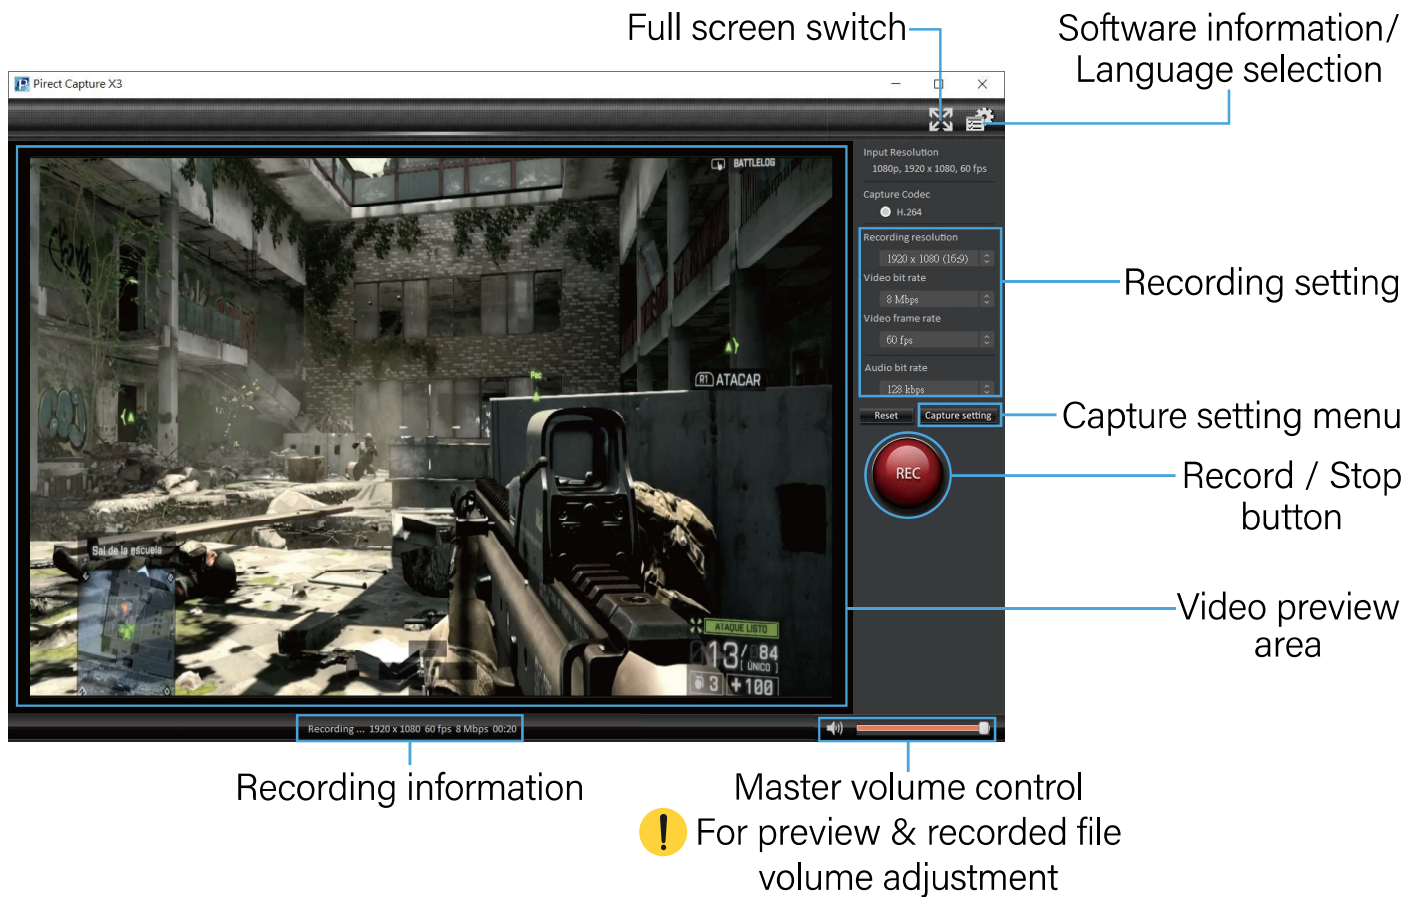 Full screen switch
Software information/
Language selection
Pirect Capture X3
Input Resolution
1080p, 1920 x 1080, 60 fps
Capture Codec
H.264
Recording resolution
1920 x 1080 (16:9)
Video bit rate
8 Mbps
Video frame rate
60 fps
Audio bit rate
128 kbps
Reset
Capture setting
REC
BATTLELOG
R1 ATACAR
Pac
Sal de la escuela
ATAQUE LISTO
13/84
[ ÚNICO ]
3
+100
Recording ... 1920 x 1080 60 fps 8 Mbps 00:20
Recording setting
Capture setting menu
Record / Stop
button
Video preview
area
Recording information
Master volume control
! For preview & recorded file
volume adjustment